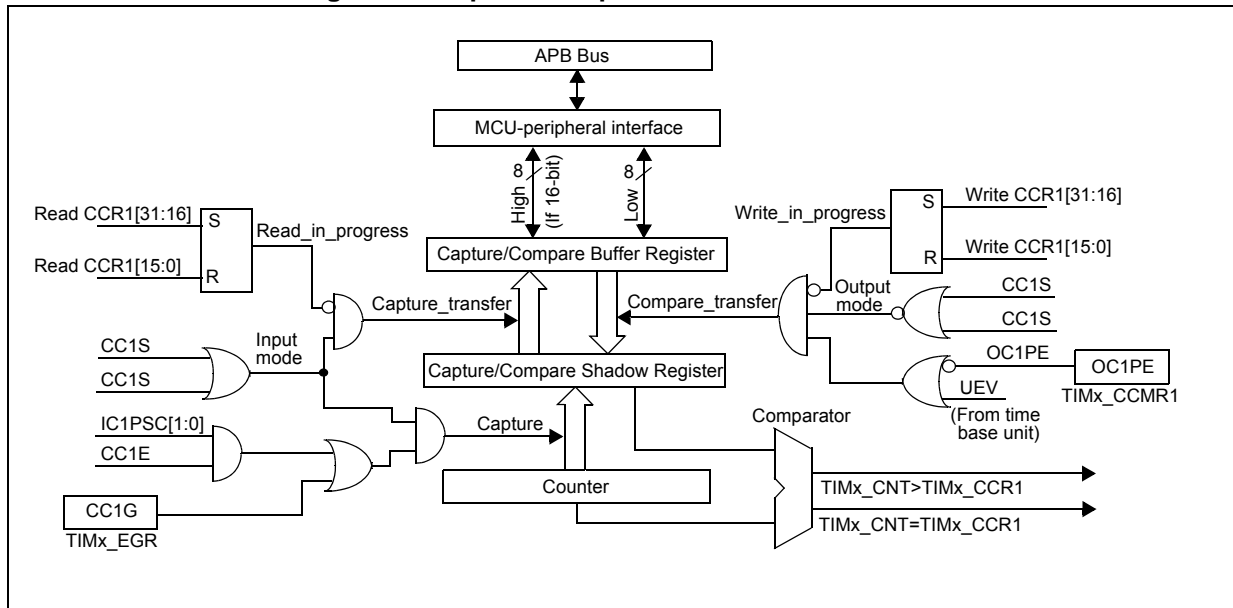 APB Bus
MCU-peripheral interface
8
High
(If 16-bit)
8
Low
Read CCR1[31:16]
S
Read_in_progress
Read CCR1[15:0]
R
Write_in_progress
S
Write CCR1[31:16]
R
Write CCR1[15:0]
Capture/Compare Buffer Register
Capture_transfer
Compare_transfer
Output
mode
CC1S
CC1S
CC1S
CC1S
Input
mode
Capture/Compare Shadow Register
OC1PE
OC1PE
UEV
TIMx_CCMR1
(From time
base unit)
IC1PSC[1:0]
CC1E
Capture
Comparator
Counter
CC1G
TIMx_EGR
TIMx_CNT>TIMx_CCR1
TIMx_CNT=TIMx_CCR1